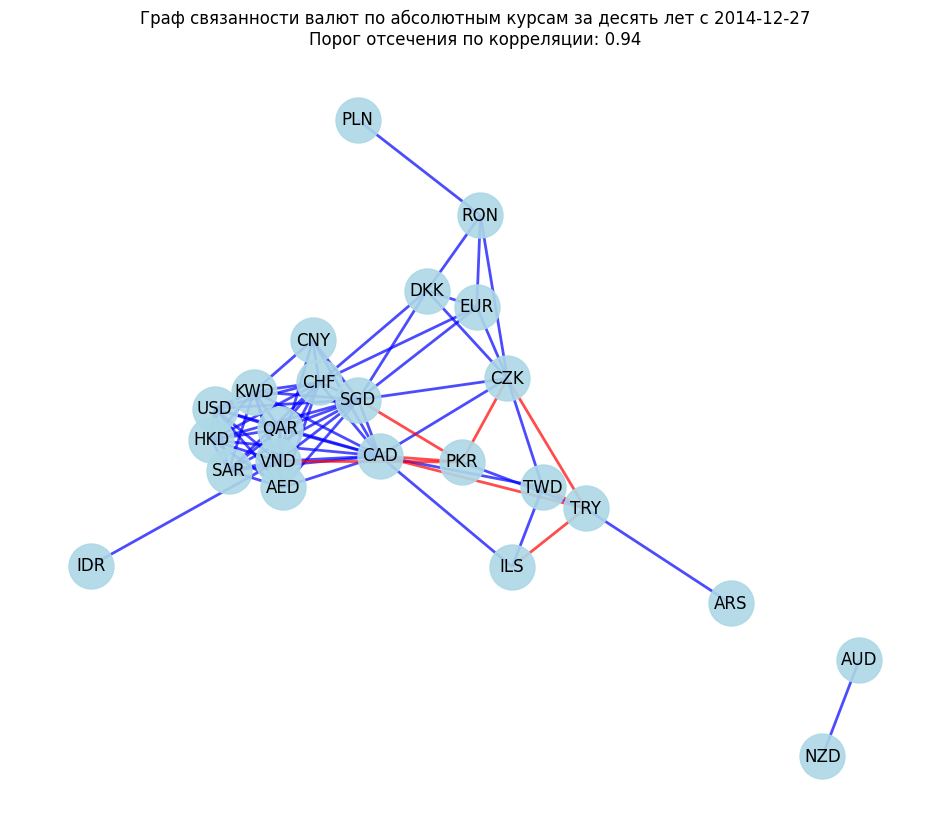 Граф связанности валют по абсолютным курсам за десять лет с 2014-12-27
Порог отсечения по корреляции: 0.94
PLN
RON
DKK
EUR
CNY
CZK
CHF
KWD
SGD
USD
QAR
HKD
CAD
VND
PKR
SAR
AED
TWD
TRY
IDR
ILS
ARS
AUD
NZD